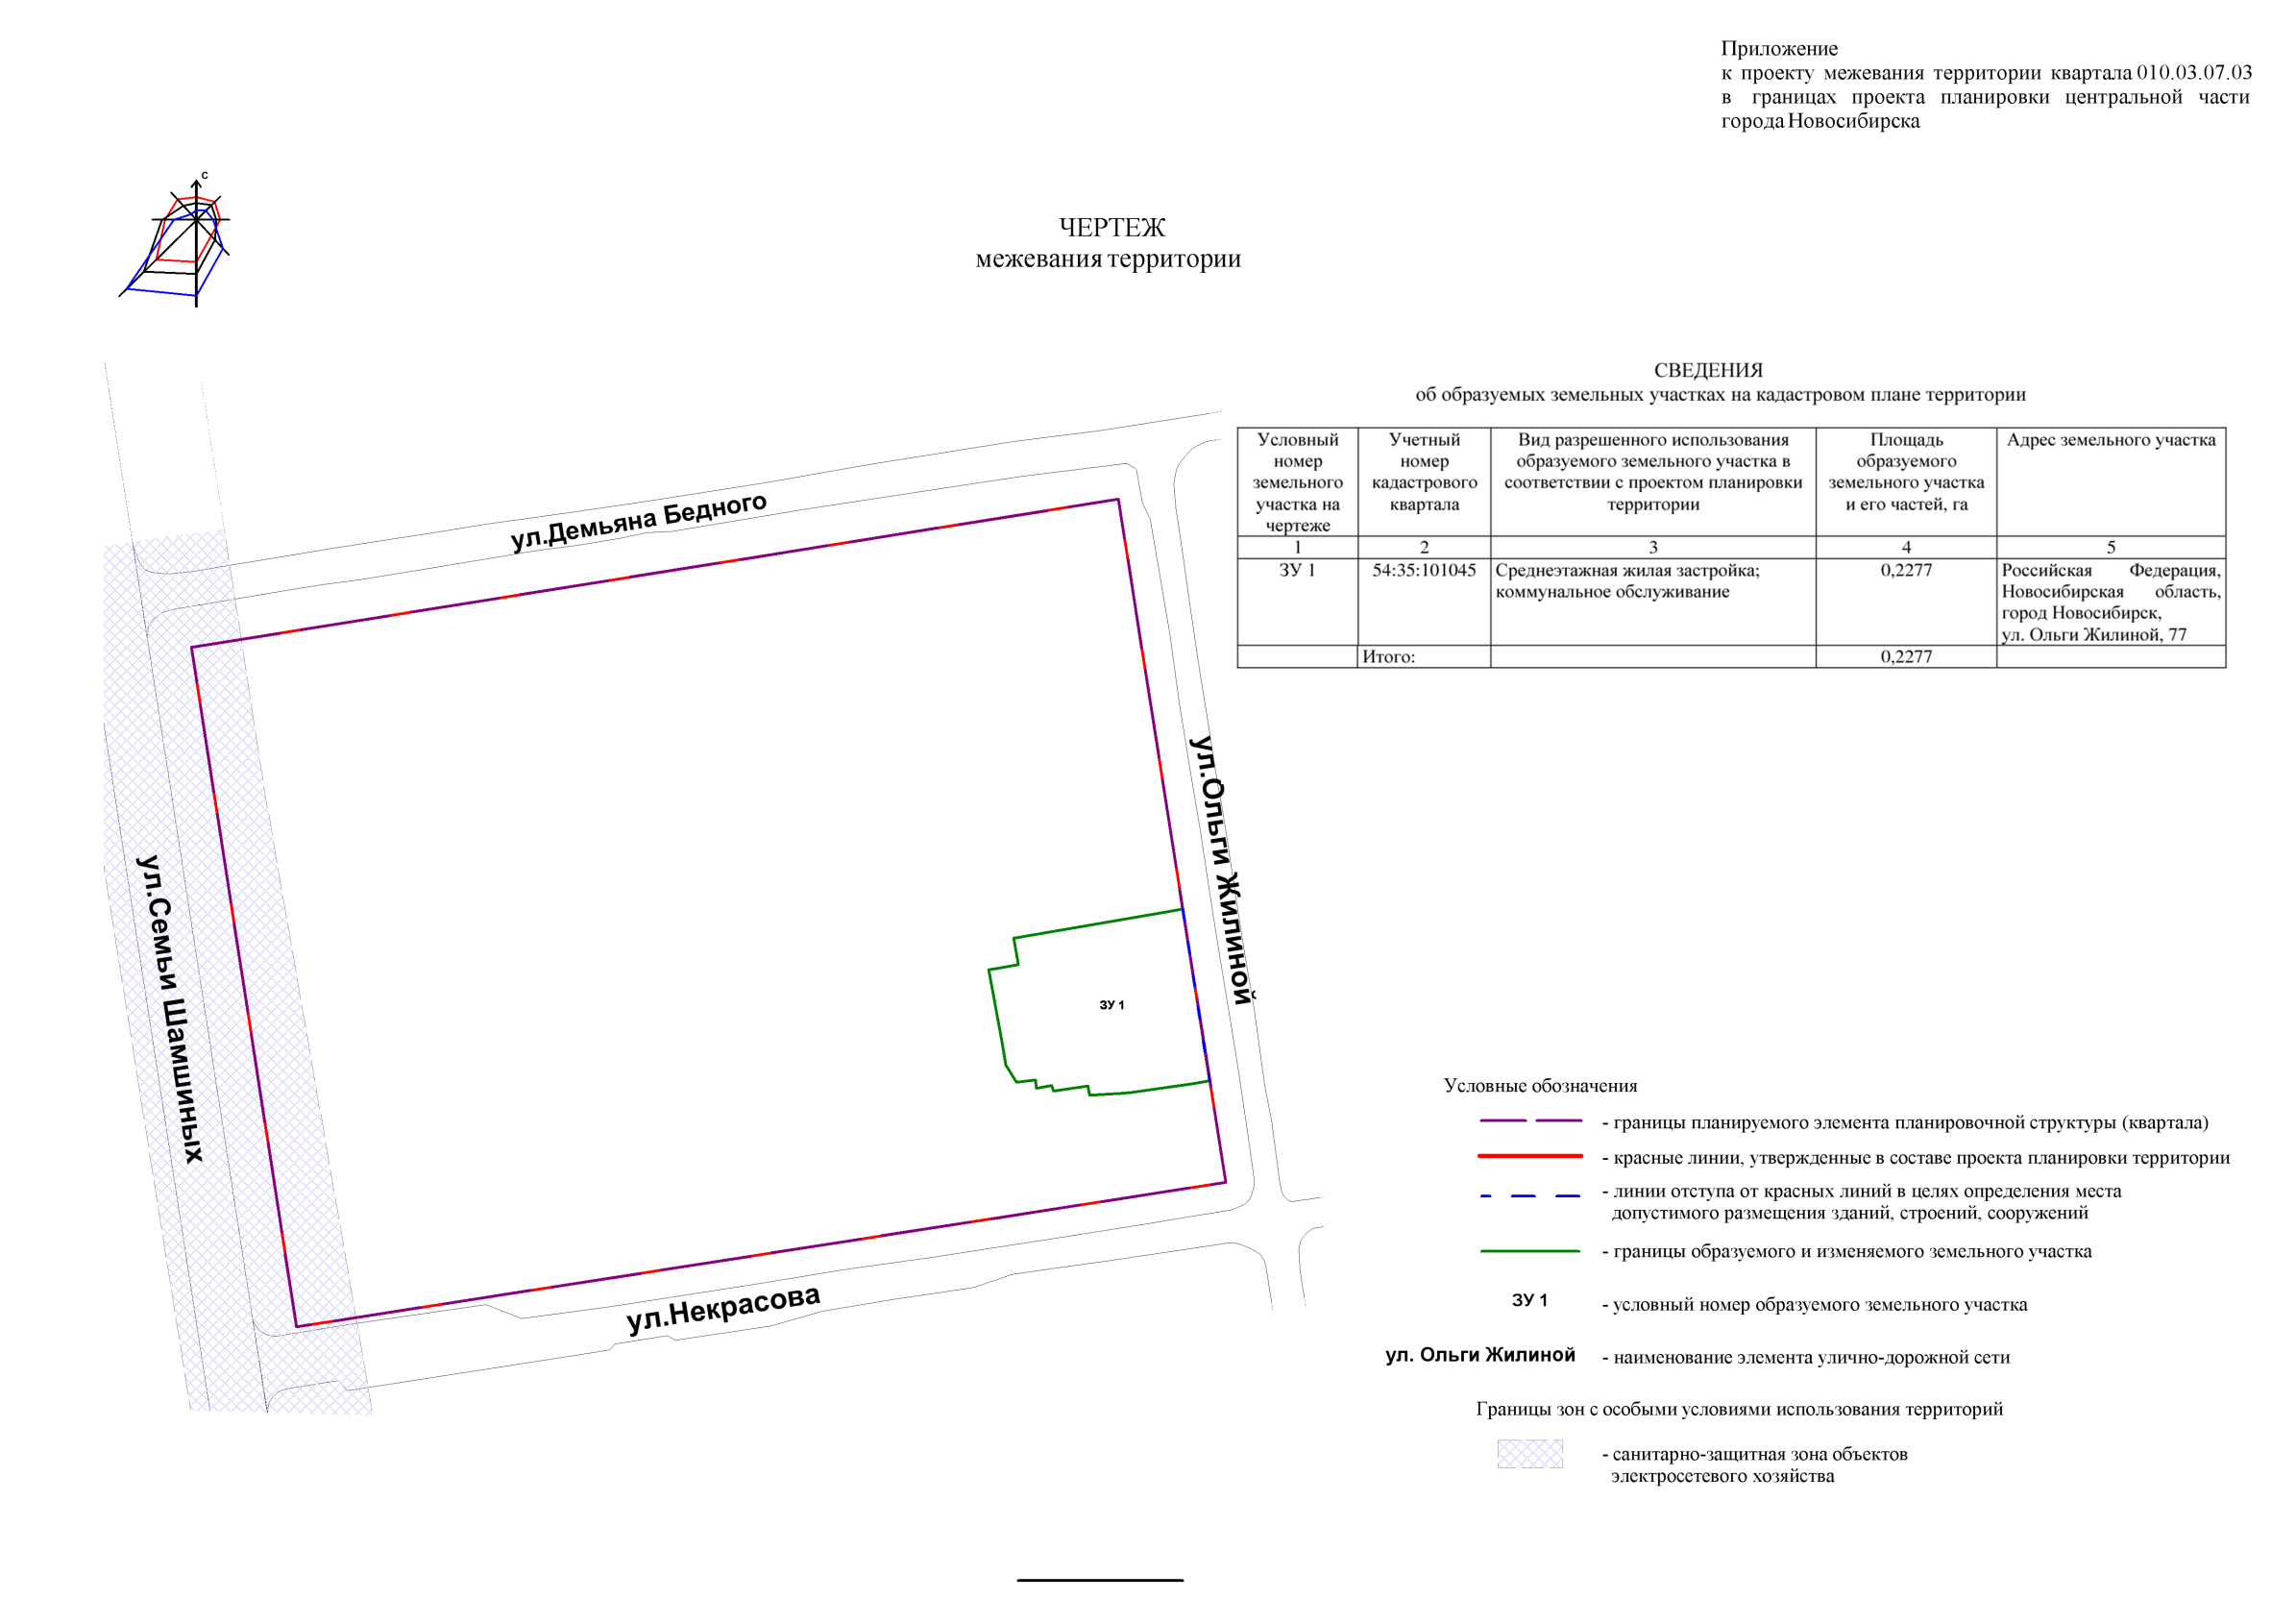 Приложение
к проекту межевания территории квартала 010.03.07.03
в границах проекта планировки центральной части
города Новосибирска
С
ЧЕРТЕЖ
межевания территории
СВЕДЕНИЯ
об образуемых земельных участках на кадастровом плане территории
Условный номер земельного участка на чертеже
Учетный номер кадастрового квартала
Вид разрешенного использования образуемого земельного участка в соответствии с проектом планировки территории
Площадь образуемого земельного участка и его частей, га
Адрес земельного участка
1 2 3 4 5
ЗУ 1
54:35:101045
Среднеэтажная жилая застройка;
коммунальное обслуживание
0,2277
Российская Федерация,
Новосибирская область,
город Новосибирск,
ул. Ольги Жилиной, 77
Итого: 0,2277
ул.Демьяна Бедного
ул.Ольги Жилиной
ул.Семьи Шамшиных
ЗУ 1
ул.Некрасова
Условные обозначения
- границы планируемого элемента планировочной структуры (квартала)
- красные линии, утвержденные в составе проекта планировки территории
- линии отступа от красных линий в целях определения места
допустимого размещения зданий, строений, сооружений
- границы образуемого и изменяемого земельного участка
ЗУ 1 - условный номер образуемого земельного участка
ул. Ольги Жилиной - наименование элемента улично-дорожной сети
Границы зон с особыми условиями использования территорий
- санитарно-защитная зона объектов
электросетевого хозяйства